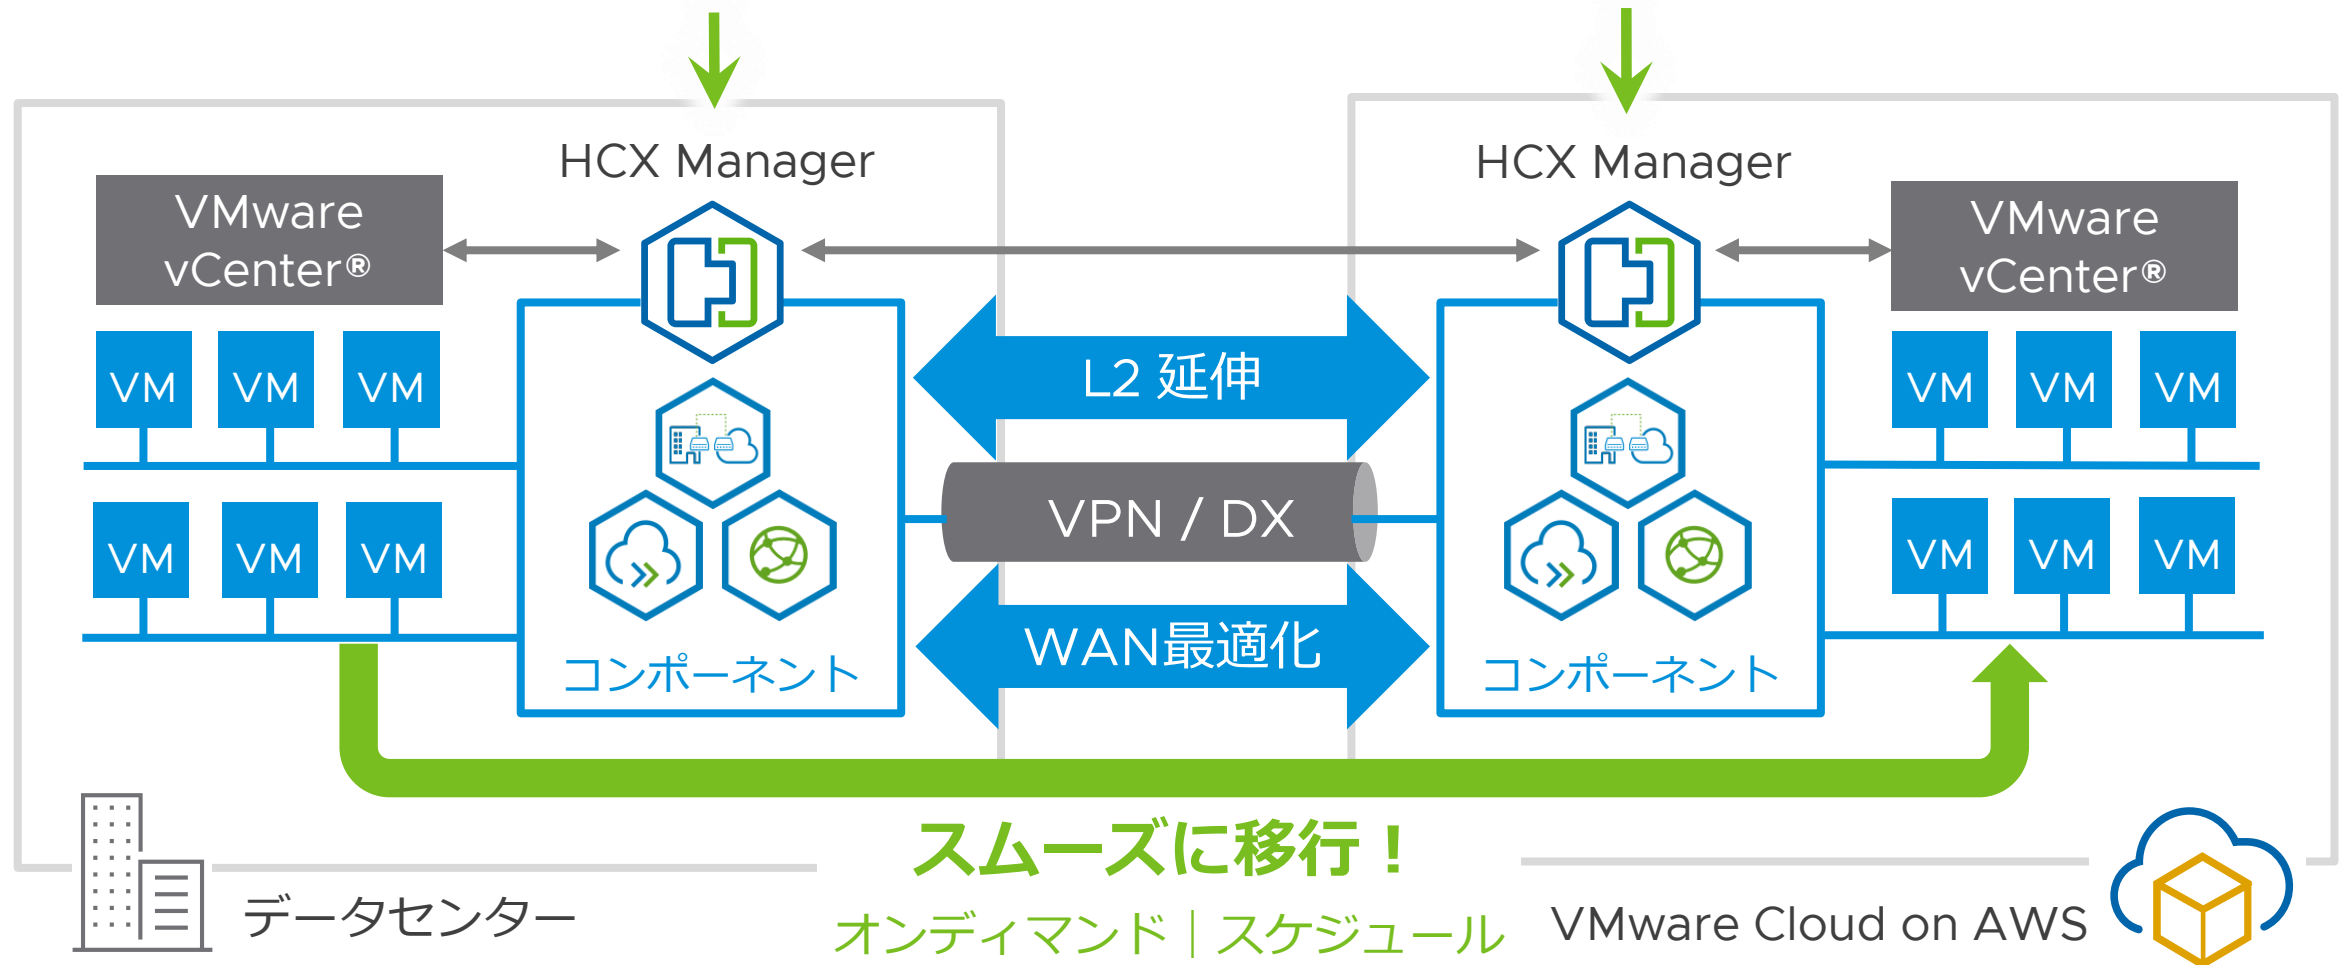 HCX Manager
HCX Manager
VMware
vCenter®
VMware
vCenter®
VM VM VM
L2 延伸
VM VM VM
VPN / DX
VM VM VM
VM VM VM
WAN最適化
コンポーネント
コンポーネント
スムーズに移行！
データセンター
オンディマンド｜スケジュール
VMware Cloud on AWS